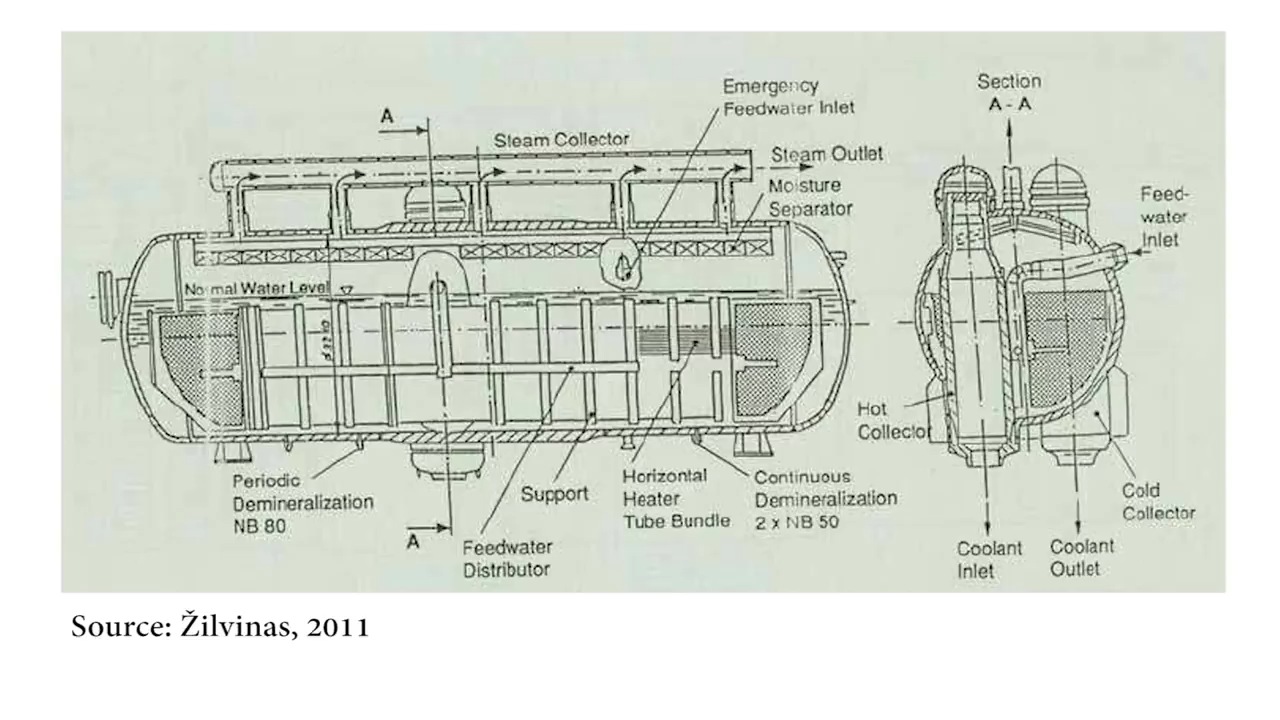 Emergency
Feedwater Inlet
Section
A - A
A
Steam Collector
Steam Outlet
Moisture
Separator
Feed-
water
Inlet
Normal Water Level
Hot
Collector
Periodic
Demineralization
NB 80
Support
Horizontal
Heater
Tube Bundle
Continuous
Demineralization
2 x NB 50
Cold
Collector
A
Feedwater
Distributor
Coolant
Inlet
Coolant
Outlet
Source: Žilvinas, 2011